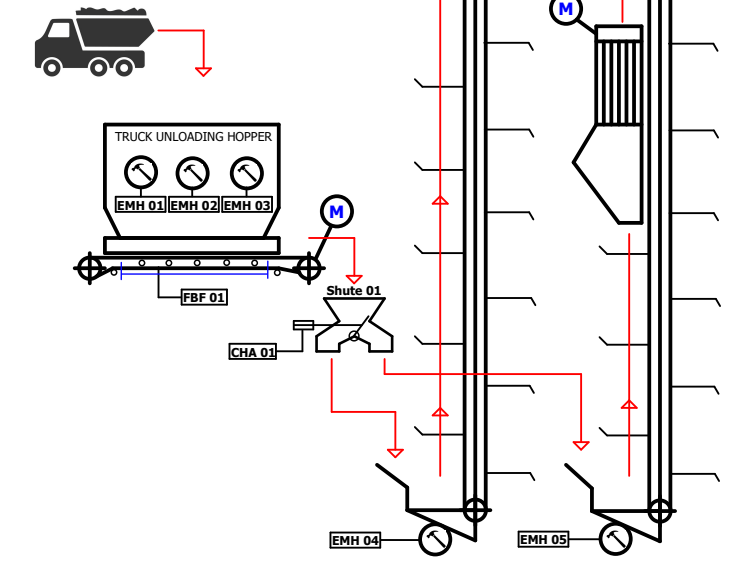 M
TRUCK UNLOADING HOPPER
EMH 01 EMH 02 EMH 03
M
Shute 01
FBF 01
CHA 01
EMH 04
EMH 05